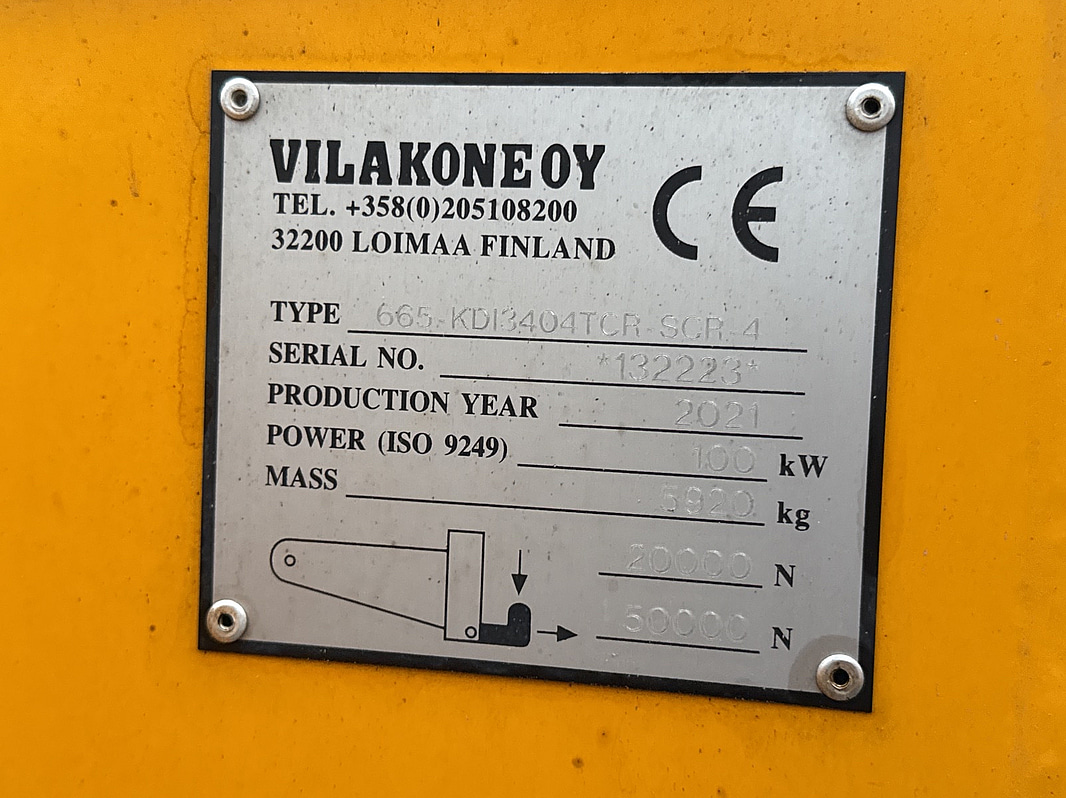 VILAKONE OY
TEL. +358(0)205108200
32200 LOIMAA FINLAND
CE
TYPE 665-KDI3404TCR-SCR-4
SERIAL NO. *132223*
PRODUCTION YEAR 2021
POWER (ISO 9249) 100 kW
MASS 5920 kg
20000 N
50000 N